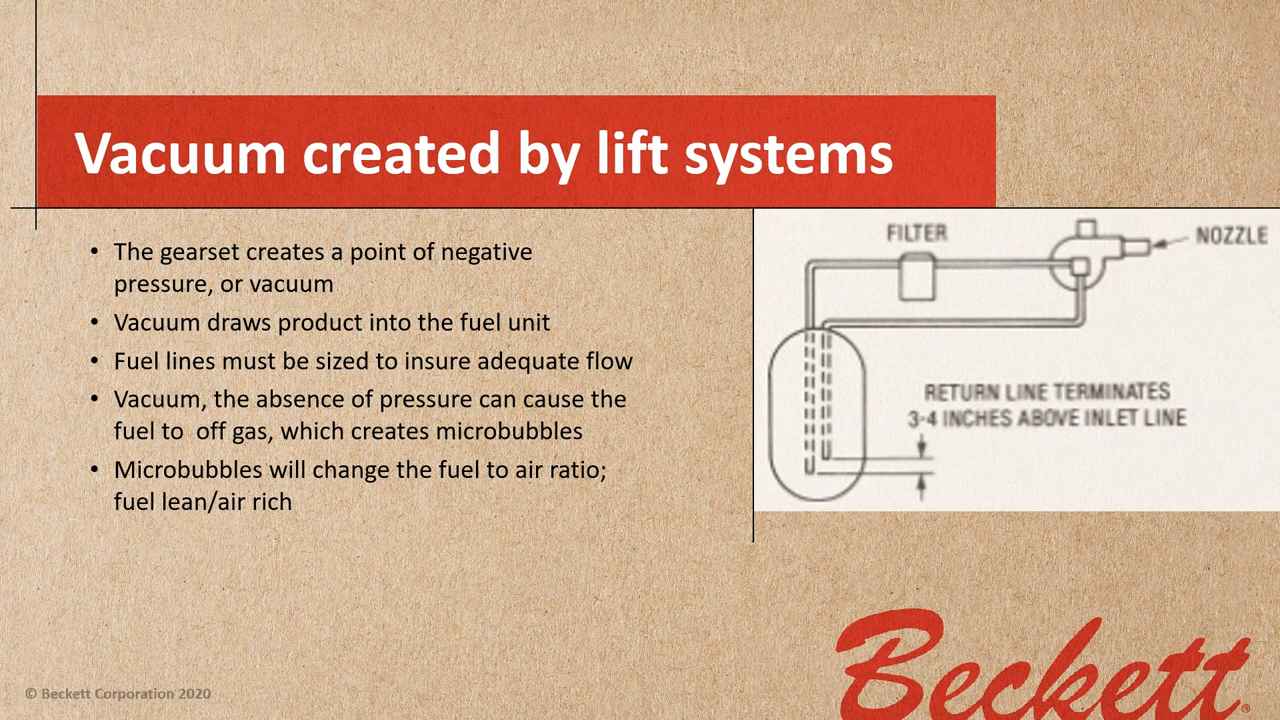 Vacuum created by lift systems
• The gearset creates a point of negative
pressure, or vacuum
• Vacuum draws product into the fuel unit
• Fuel lines must be sized to insure adequate flow
• Vacuum, the absence of pressure can cause the
fuel to  off gas, which creates microbubbles
• Microbubbles will change the fuel to air ratio;
fuel lean/air rich
FILTER
NOZZLE
RETURN LINE TERMINATES
3-4 INCHES ABOVE INLET LINE
Beckett®
© Beckett Corporation 2020